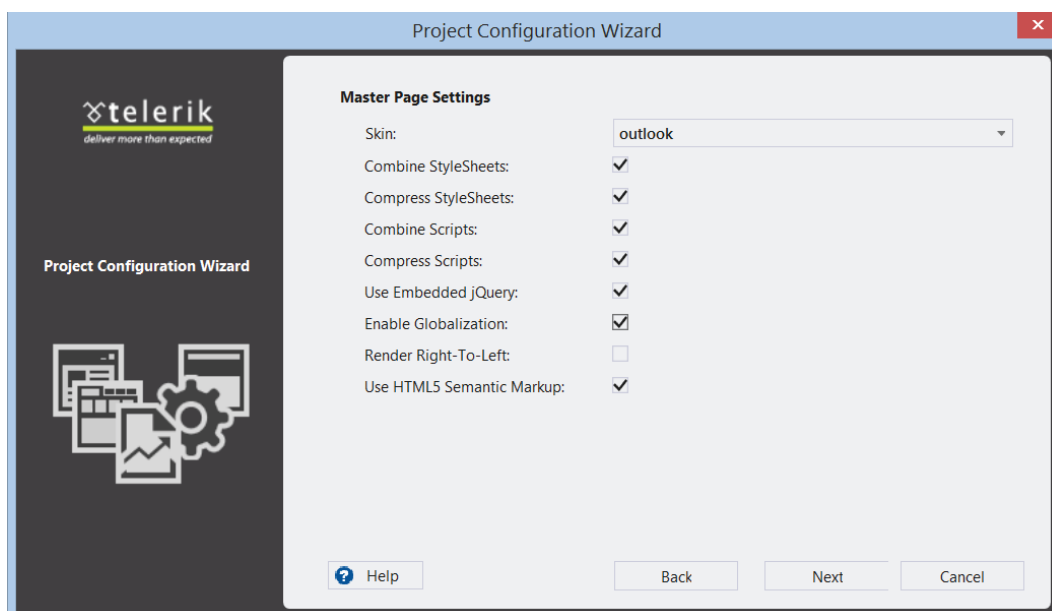 Project Configuration Wizard
telerik
deliver more than expected
Project Configuration Wizard
Master Page Settings
Skin: outlook
Combine StyleSheets:
Compress StyleSheets:
Combine Scripts:
Compress Scripts:
Use Embedded jQuery:
Enable Globalization:
Render Right-To-Left:
Use HTML5 Semantic Markup:
Help Back Next Cancel